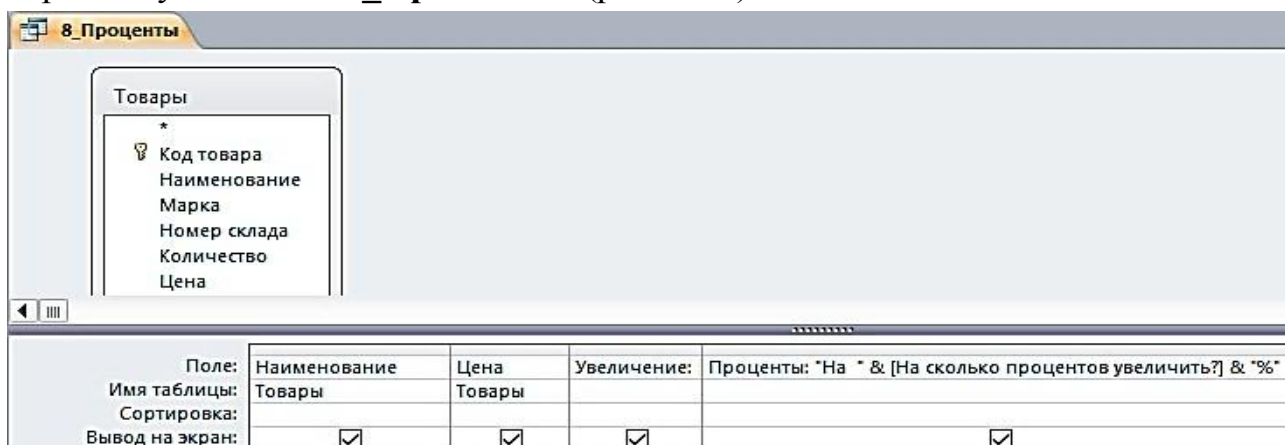 8_Проценты
Товары
*
Код товара
Наименование
Марка
Номер склада
Количество
Цена
Поле: Наименование Цена Увеличение: Проценты: "На " & [На сколько процентов увеличить?] & "%"
Имя таблицы: Товары Товары
Сортировка:
Вывод на экран: